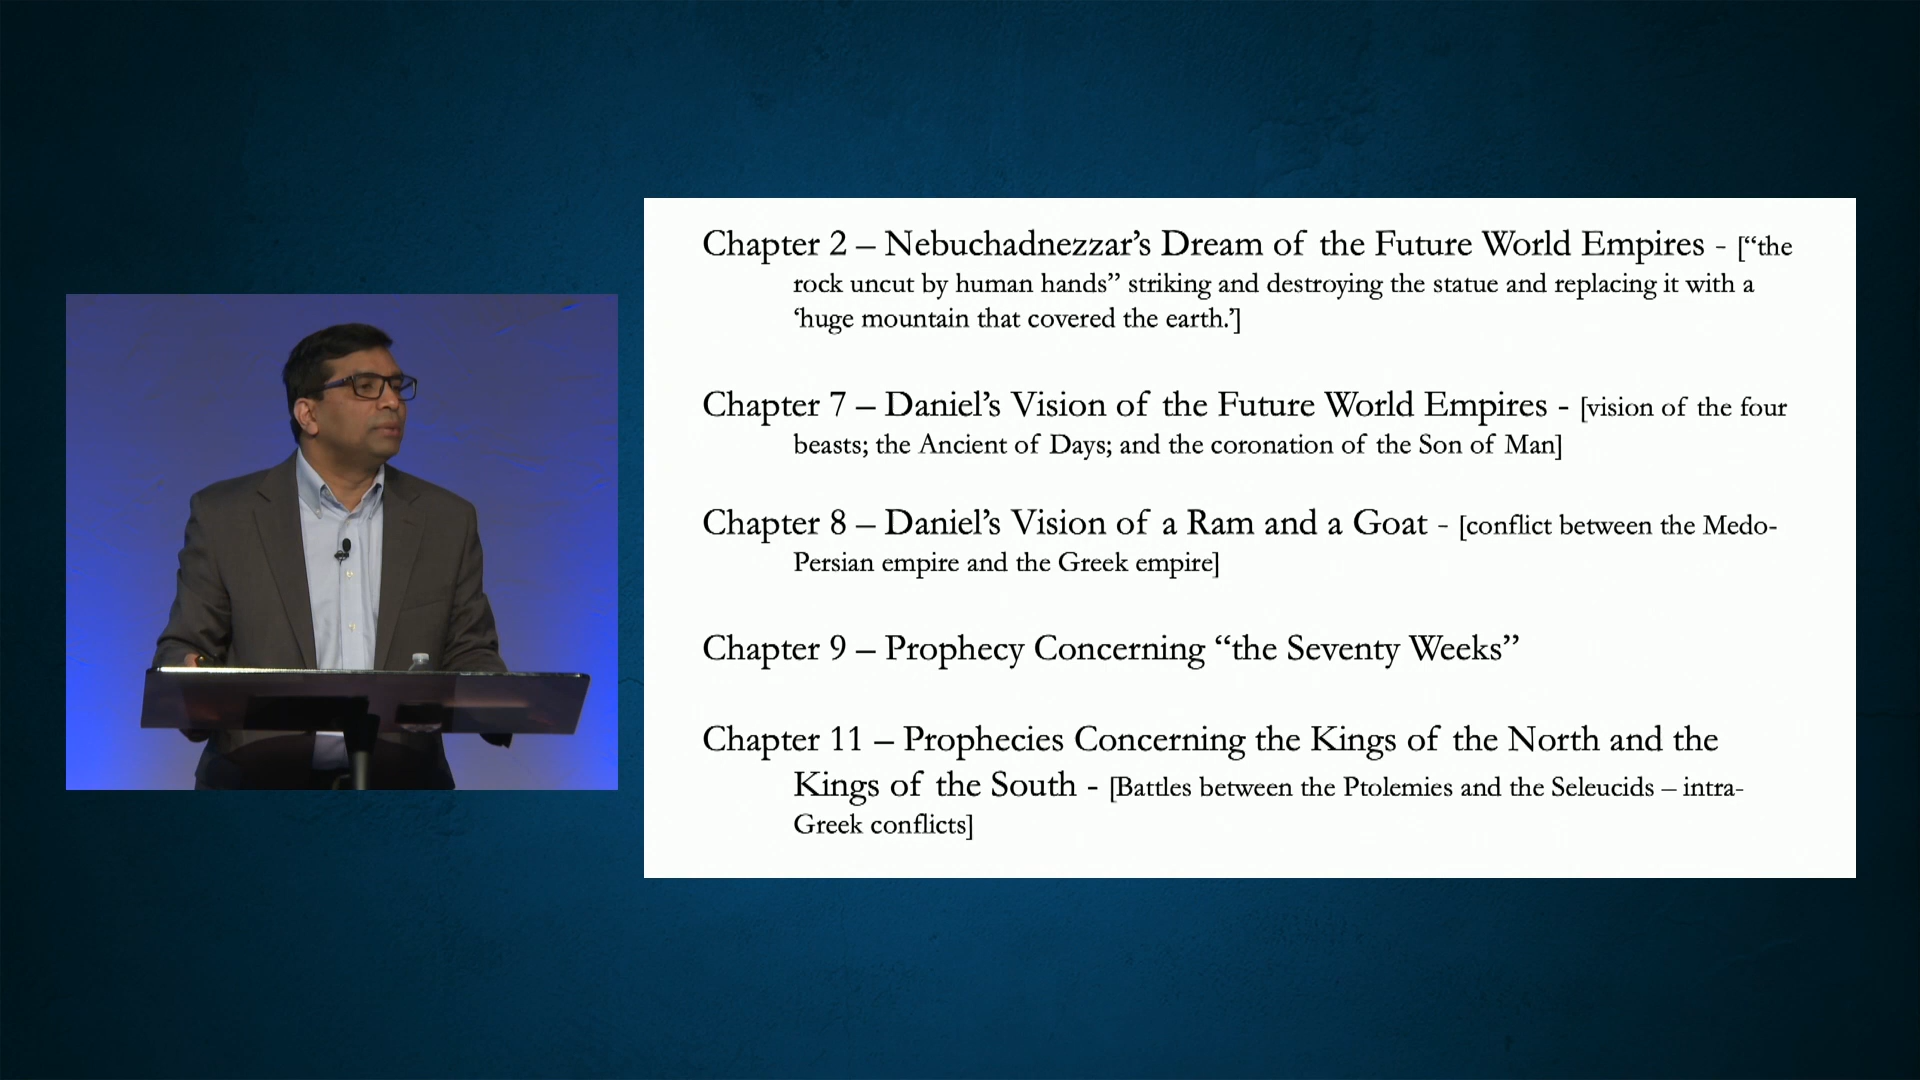 Chapter 2 – Nebuchadnezzar’s Dream of the Future World Empires - [“the
rock uncut by human hands” striking and destroying the statue and replacing it with a
‘huge mountain that covered the earth.’]
Chapter 7 – Daniel’s Vision of the Future World Empires - [vision of the four
beasts; the Ancient of Days; and the coronation of the Son of Man]
Chapter 8 – Daniel’s Vision of a Ram and a Goat - [conflict between the Medo-
Persian empire and the Greek empire]
Chapter 9 – Prophecy Concerning “the Seventy Weeks”
Chapter 11 – Prophecies Concerning the Kings of the North and the
Kings of the South - [Battles between the Ptolemies and the Seleucids – intra-
Greek conflicts]